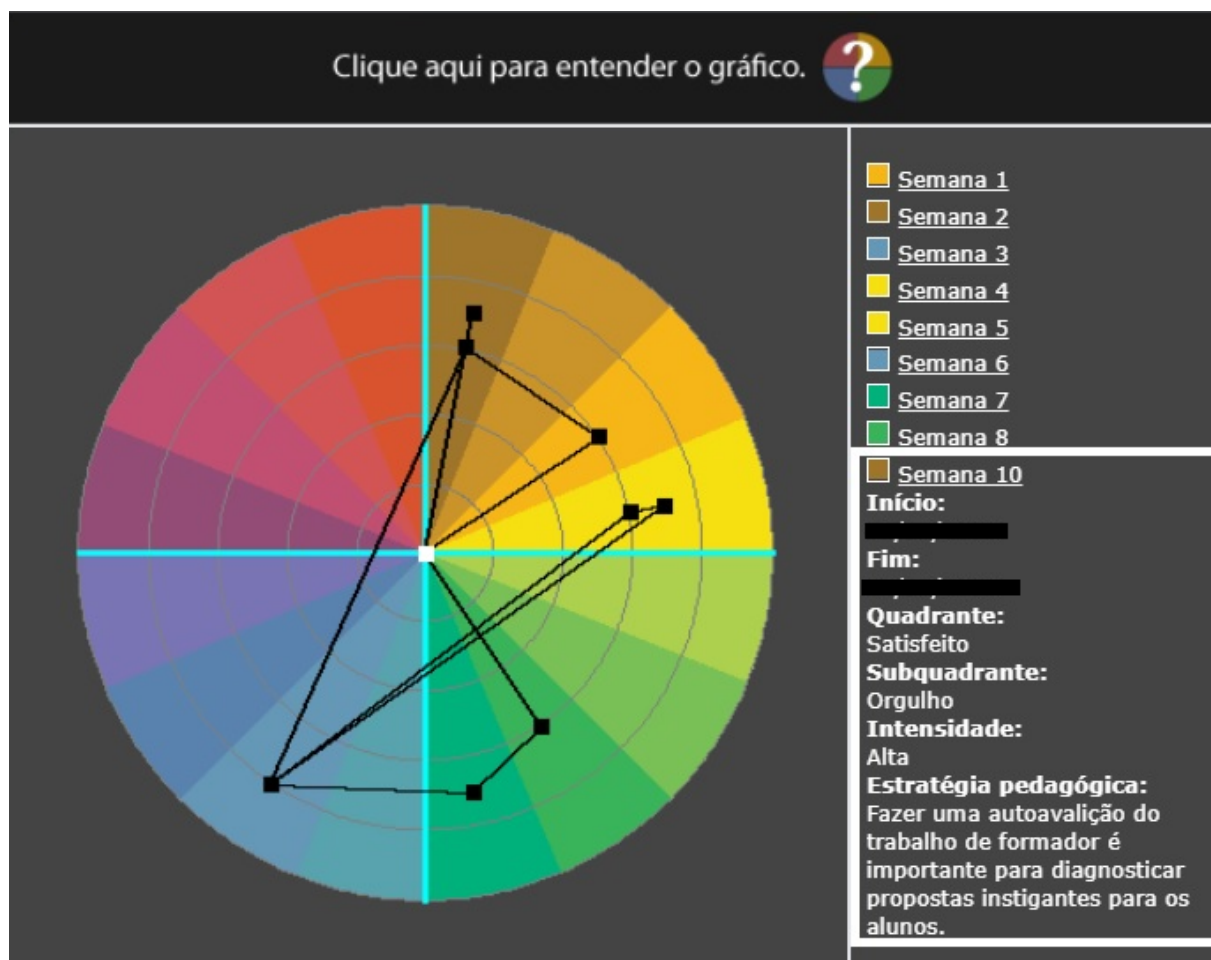 Clique aqui para entender o gráfico. ?
Semana 1
Semana 2
Semana 3
Semana 4
Semana 5
Semana 6
Semana 7
Semana 8
Semana 10
Início:
Fim:
Quadrante:
Satisfeito
Subquadrante:
Orgulho
Intensidade:
Alta
Estratégia pedagógica:
Fazer uma autoavalição do
trabalho de formador é
importante para diagnosticar
propostas instigantes para os
alunos.